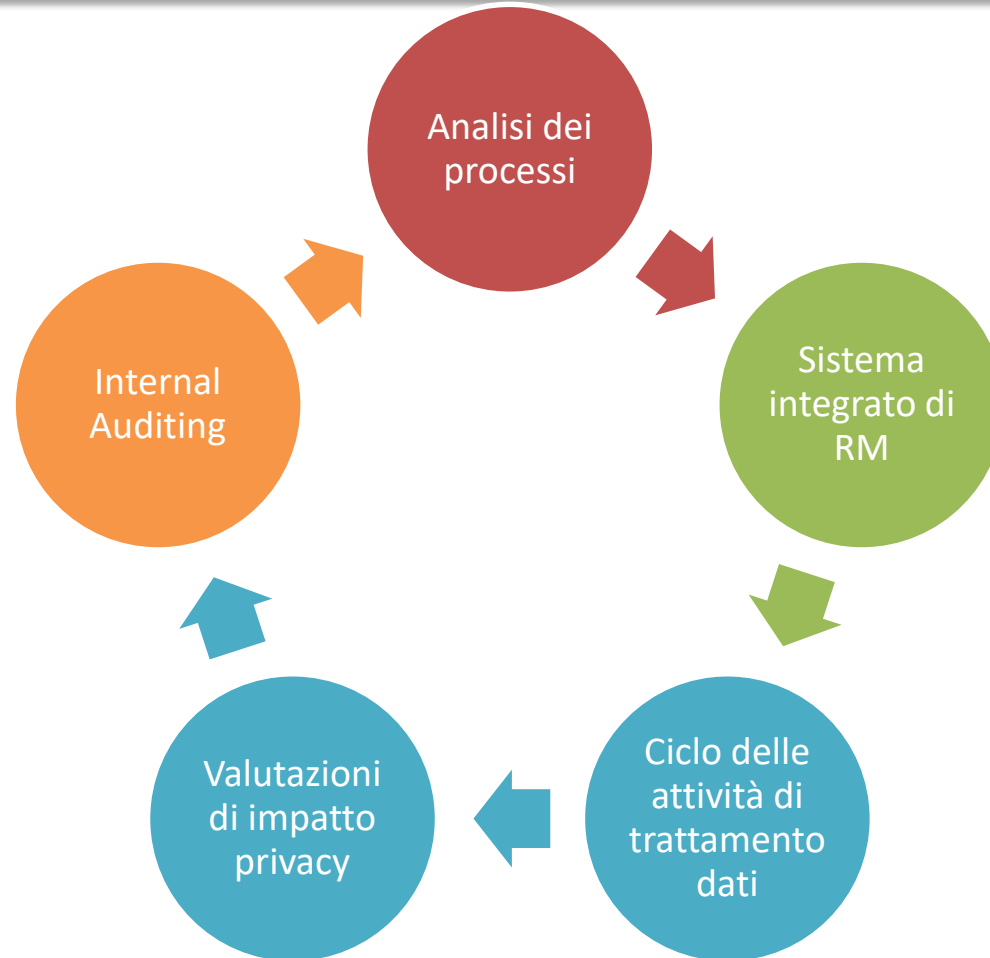 Analisi dei
processi
Sistema
integrato di
RM
Ciclo delle
attività di
trattamento
dati
Valutazioni
di impatto
privacy
Internal
Auditing